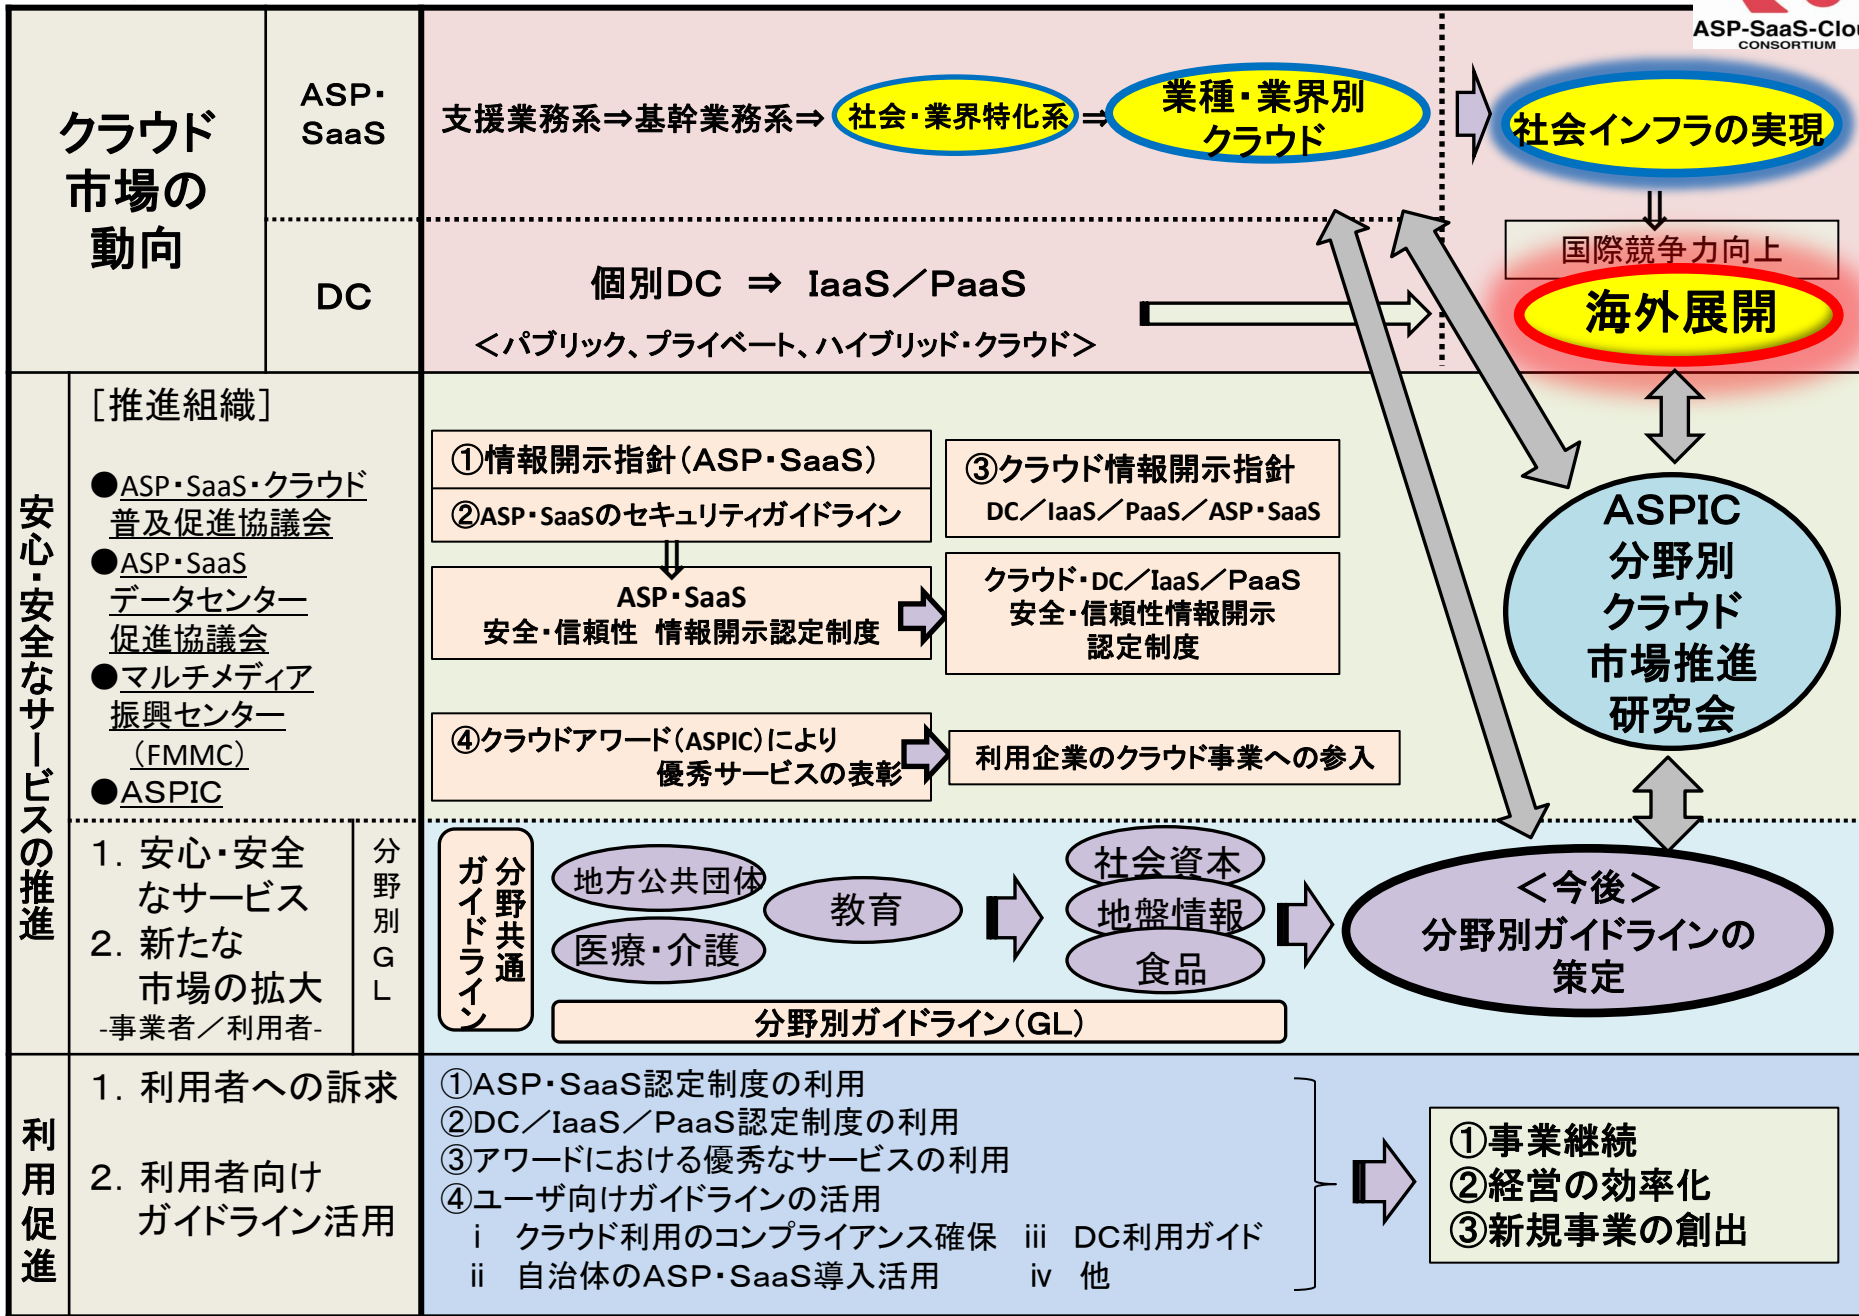 ASP-SaaS-Clou
CONSORTIUM
クラウド
市場の
動向
ASP・
SaaS
支援業務系⇒基幹業務系⇒
社会・業界特化系
⇒
業種・業界別
クラウド
社会インフラの実現
⇓
国際競争力向上
海外展開
DC
個別DC ⇒ IaaS／PaaS
＜パブリック、プライベート、ハイブリッド・クラウド＞
安心・安全なサービスの推進
［推進組織］
●ASP・SaaS・クラウド
普及促進協議会
●ASP・SaaS
データセンター
促進協議会
●マルチメディア
振興センター
（FMMC）
●ASPIC
①情報開示指針（ASP・SaaS）
②ASP・SaaSのセキュリティガイドライン
⇓
ASP・SaaS
安全・信頼性 情報開示認定制度
③クラウド情報開示指針
DC／IaaS／PaaS／ASP・SaaS
クラウド・DC／IaaS／PaaS
安全・信頼性情報開示
認定制度
④クラウドアワード（ASPIC）により
優秀サービスの表彰
利用企業のクラウド事業への参入
ASPIC
分野別
クラウド
市場推進
研究会
1．安心・安全
なサービス
2．新たな
市場の拡大
-事業者／利用者-
分野別GL
分野共通
ガイドライン
地方公共団体
医療・介護
教育
社会資本
地盤情報
食品
分野別ガイドライン（GL）
＜今後＞
分野別ガイドラインの
策定
利用促進
1．利用者への訴求
2．利用者向け
ガイドライン活用
①ASP・SaaS認定制度の利用
②DC／IaaS／PaaS認定制度の利用
③アワードにおける優秀なサービスの利用
④ユーザ向けガイドラインの活用
ⅰ クラウド利用のコンプライアンス確保 ⅲ DC利用ガイド
ⅱ 自治体のASP・SaaS導入活用 ⅳ 他
①事業継続
②経営の効率化
③新規事業の創出